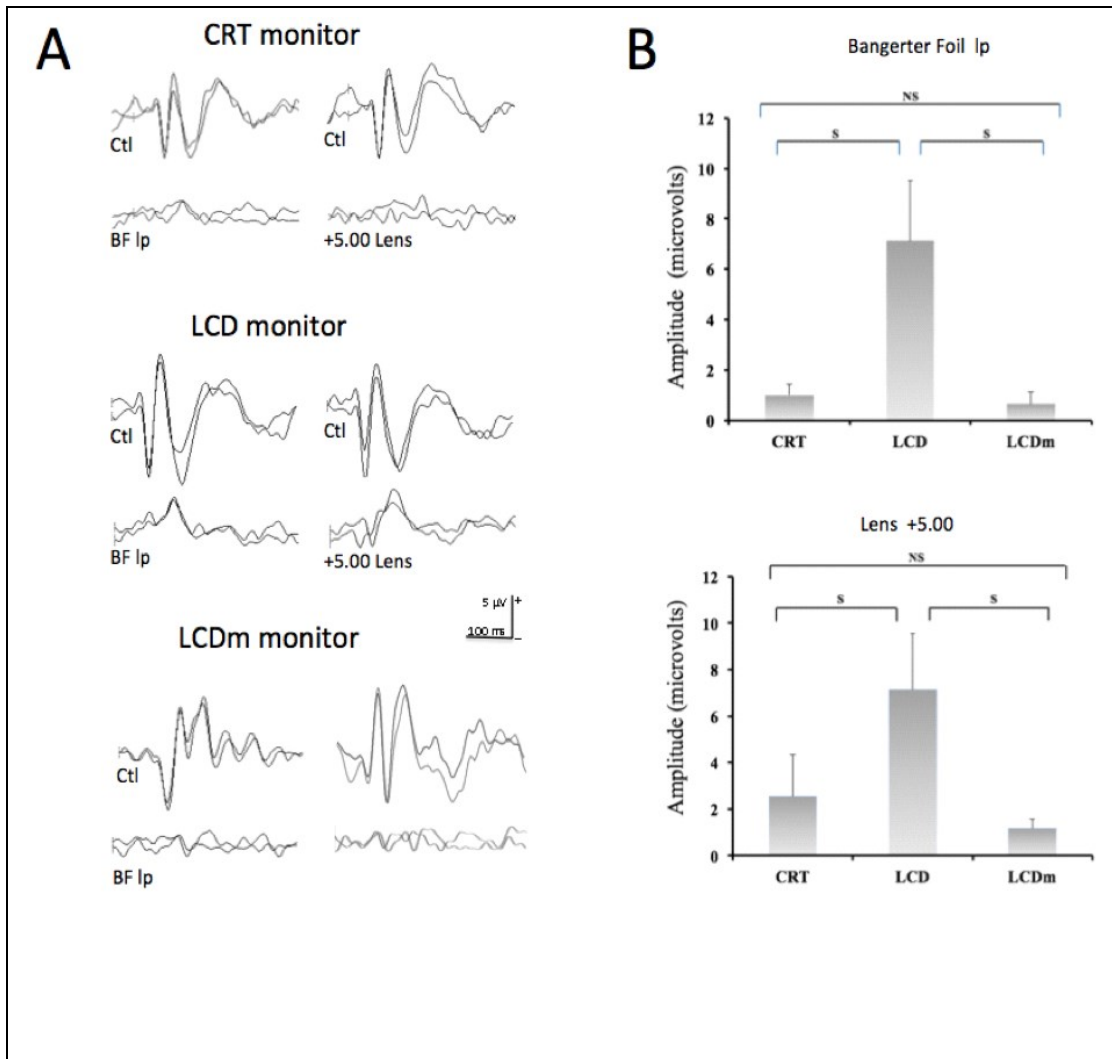 A
CRT monitor
Ctl
Ctl
BF lp
+5.00 Lens
LCD monitor
Ctl
Ctl
BF lp
+5.00 Lens
5 µV
+
100 ms
−
LCDm monitor
Ctl
BF lp
B
Bangerter Foil lp
NS
S
S
Amplitude (microvolts)
12
10
8
6
4
2
0
CRT
LCD
LCDm
Lens +5.00
NS
S
S
Amplitude (microvolts)
12
10
8
6
4
2
0
CRT
LCD
LCDm